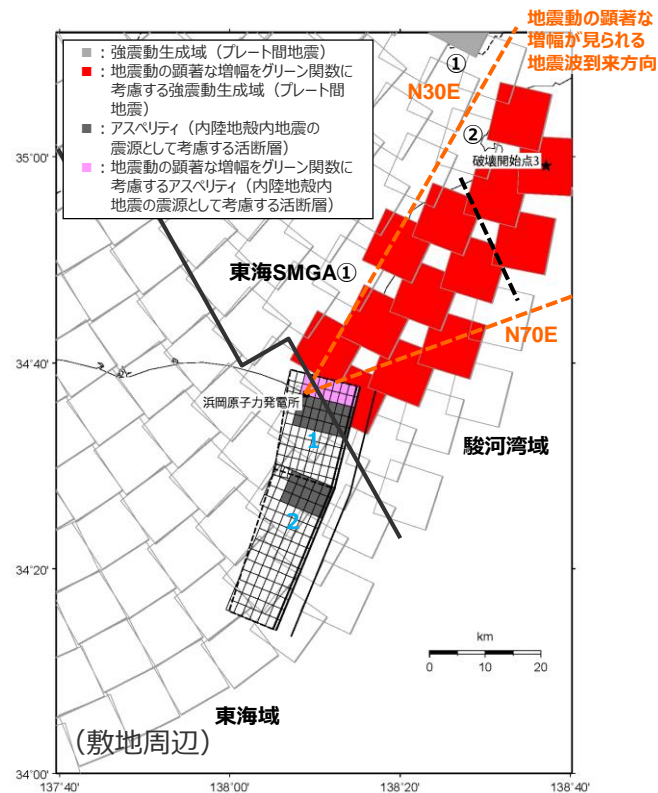 地震動の顕著な
増幅が見られる
地震波到来方向
■：強震動生成域（プレート間地震）
■：地震動の顕著な増幅をグリーン関数に
考慮する強震動生成域（プレート間
地震）
■：アスペリティ（内陸地殻内地震の
震源として考慮する活断層）
■：地震動の顕著な増幅をグリーン関数に
考慮するアスペリティ（内陸地殻内
地震の震源として考慮する活断層）
①
N30E
②
35°00'
破壊開始点3
東海SMGA①
N70E
34°40'
浜岡原子力発電所
1
駿河湾域
2
34°20'
km
0 10 20
東海域
（敷地周辺）
34°00'
137°40' 138°00' 138°20' 138°40'